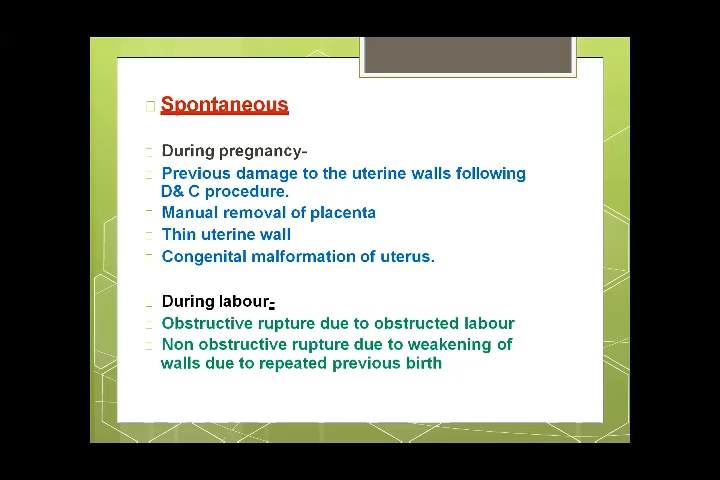 Spontaneous
During pregnancy-
Previous damage to the uterine walls following
D& C procedure.
Manual removal of placenta
Thin uterine wall
Congenital malformation of uterus.
During labour-
Obstructive rupture due to obstructed labour
Non obstructive rupture due to weakening of
walls due to repeated previous birth